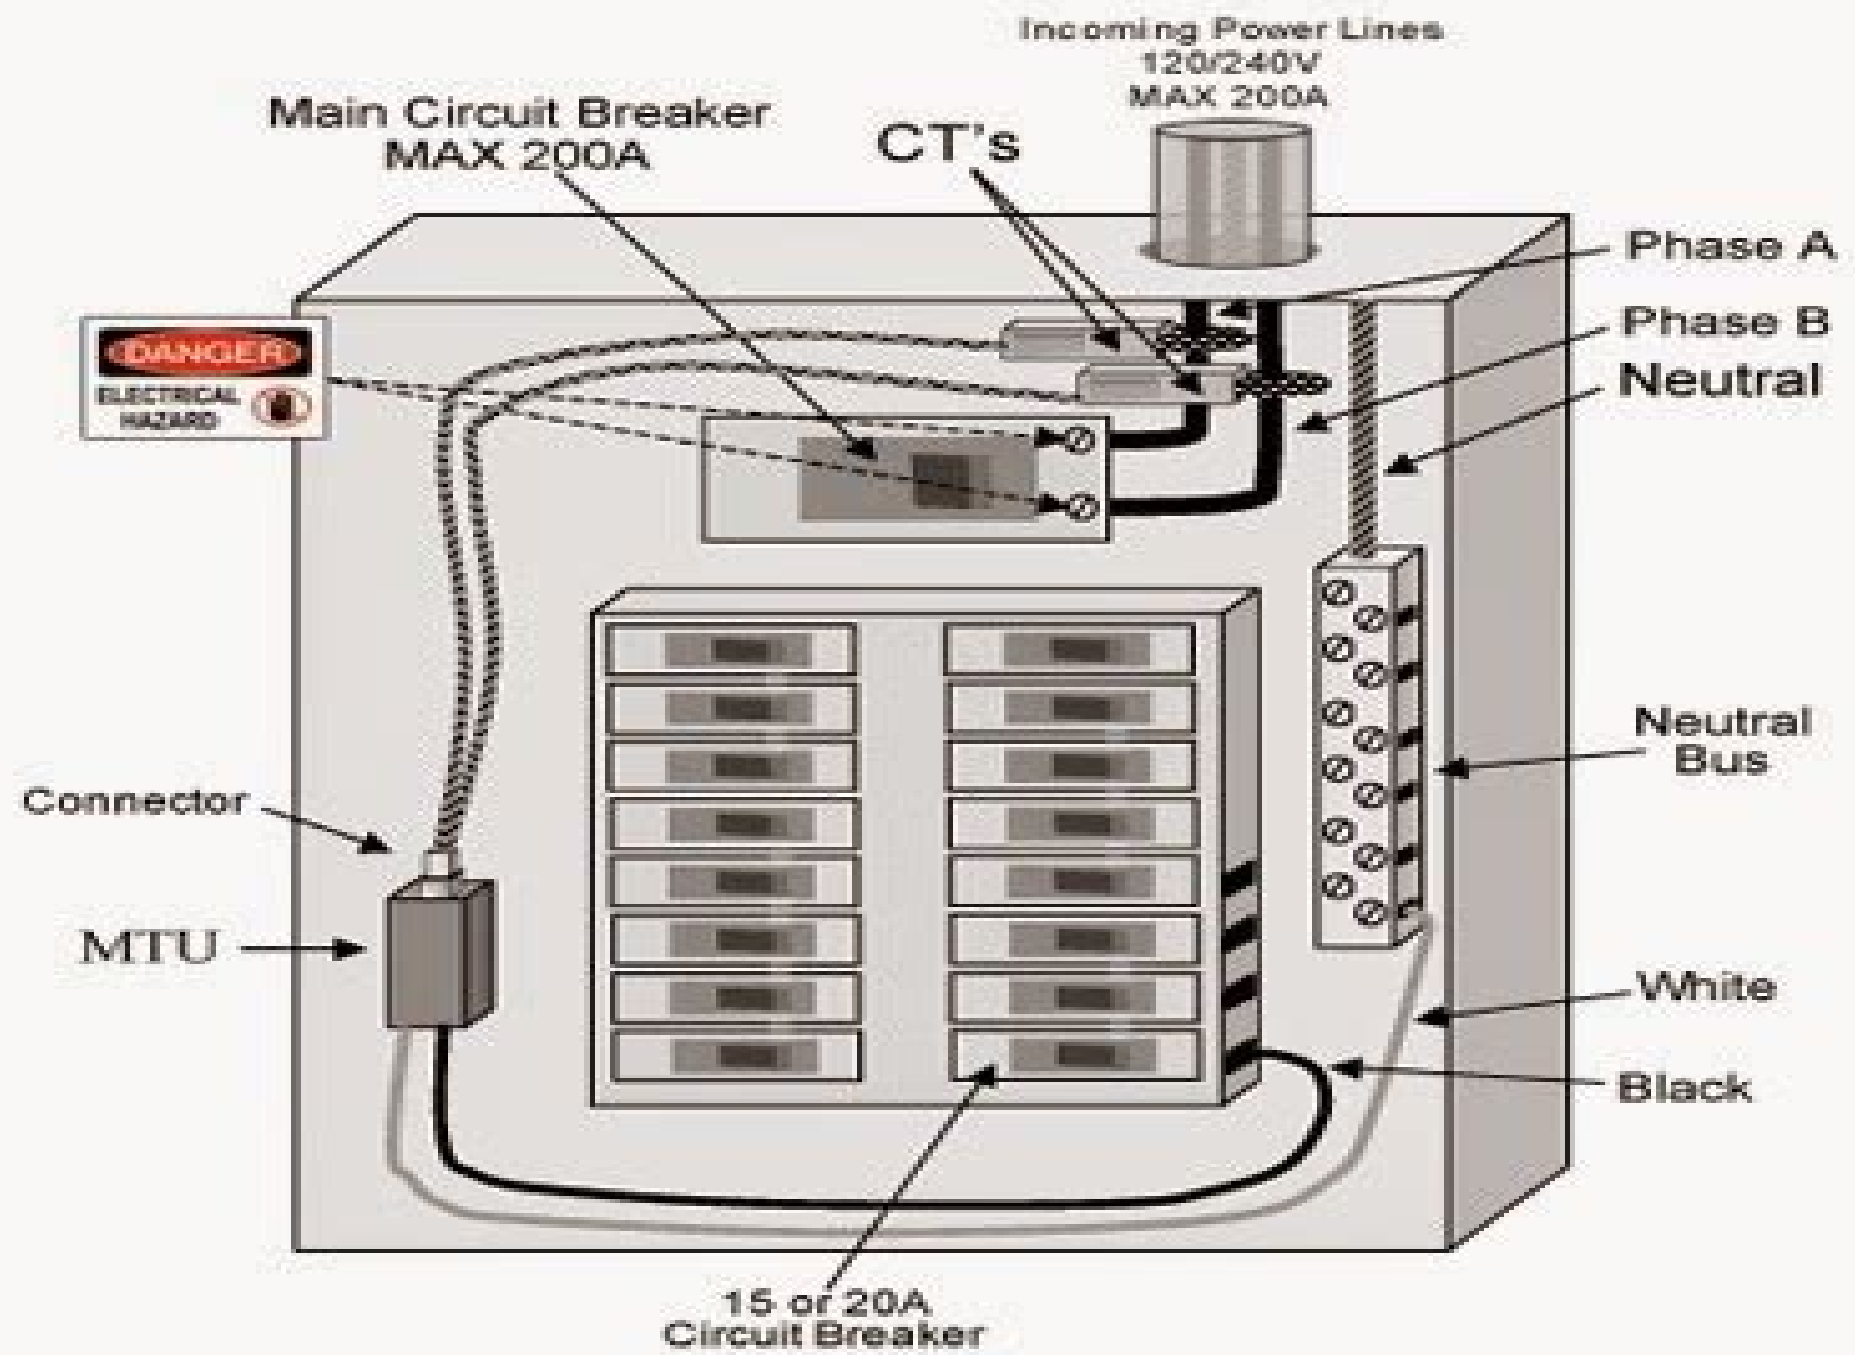 Incoming Power Lines
120/240V
MAX 200A
Main Circuit Breaker
MAX 200A
CT's
Phase A
Phase B
Neutral
DANGER
ELECTRICAL
HAZARD
Neutral
Bus
Connector
MTU
White
Black
15 or 20A
Circuit Breaker